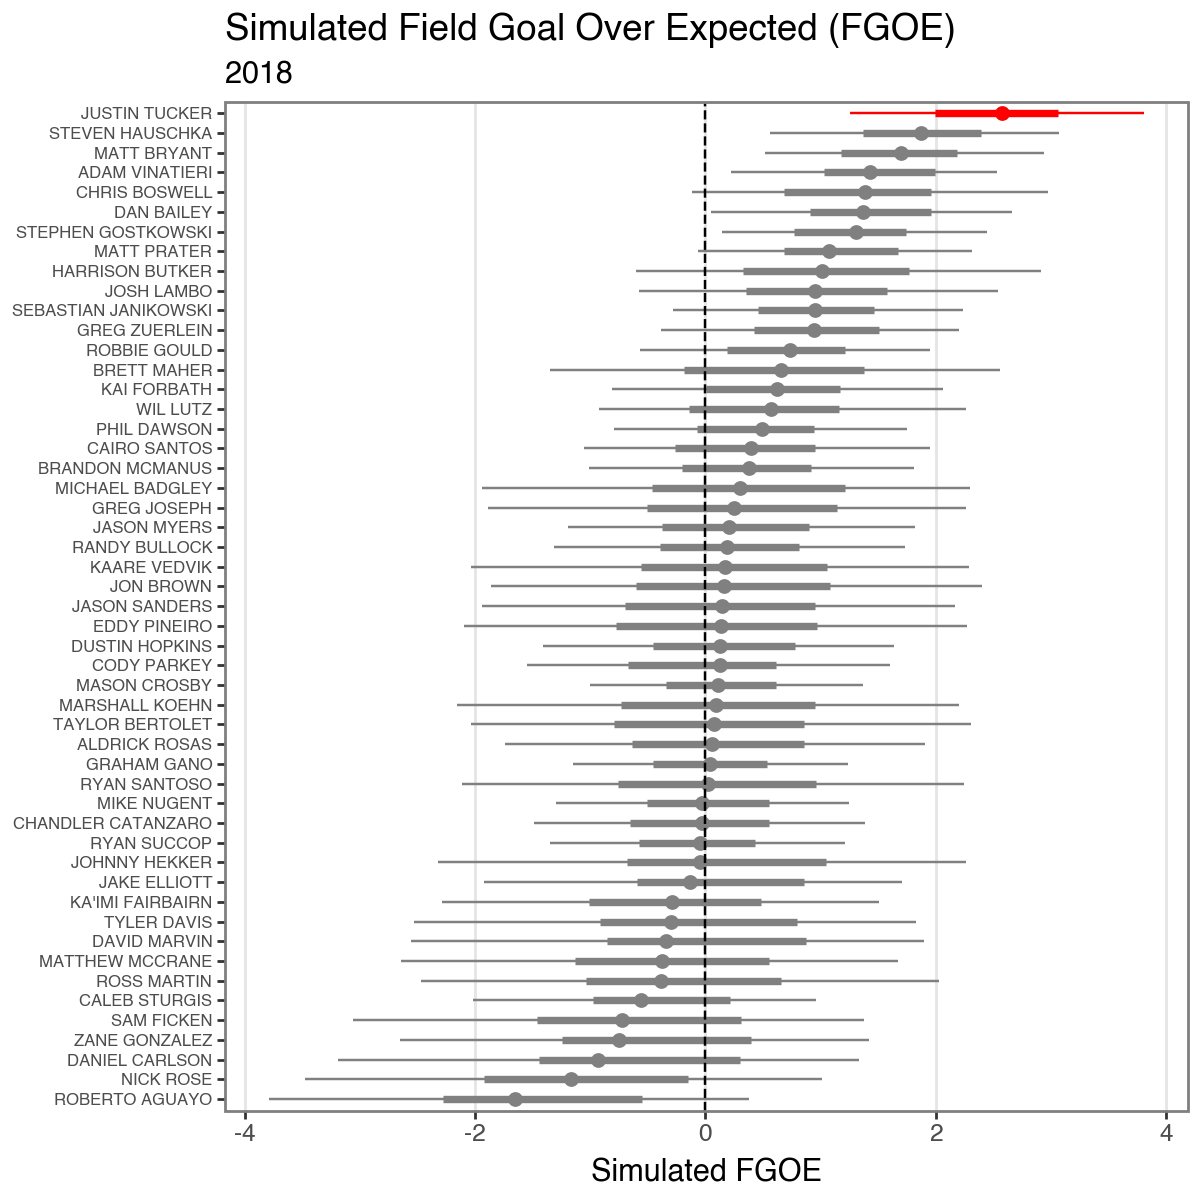 Simulated Field Goal Over Expected (FGOE)
2018
JUSTIN TUCKER
STEVEN HAUSCHKA
MATT BRYANT
ADAM VINATIERI
CHRIS BOSWELL
DAN BAILEY
STEPHEN GOSTKOWSKI
MATT PRATER
HARRISON BUTKER
JOSH LAMBO
SEBASTIAN JANIKOWSKI
GREG ZUERLEIN
ROBBIE GOULD
BRETT MAHER
KAI FORBATH
WIL LUTZ
PHIL DAWSON
CAIRO SANTOS
BRANDON MCMANUS
MICHAEL BADGLEY
GREG JOSEPH
JASON MYERS
RANDY BULLOCK
KAARE VEDVIK
JON BROWN
JASON SANDERS
EDDY PINEIRO
DUSTIN HOPKINS
CODY PARKEY
MASON CROSBY
MARSHALL KOEHN
TAYLOR BERTOLET
ALDRICK ROSAS
GRAHAM GANO
RYAN SANTOSO
MIKE NUGENT
CHANDLER CATANZARO
RYAN SUCCOP
JOHNNY HEKKER
JAKE ELLIOTT
KA'IMI FAIRBAIRN
TYLER DAVIS
DAVID MARVIN
MATTHEW MCCRANE
ROSS MARTIN
CALEB STURGIS
SAM FICKEN
ZANE GONZALEZ
DANIEL CARLSON
NICK ROSE
ROBERTO AGUAYO
-4 -2 0 2 4
Simulated FGOE